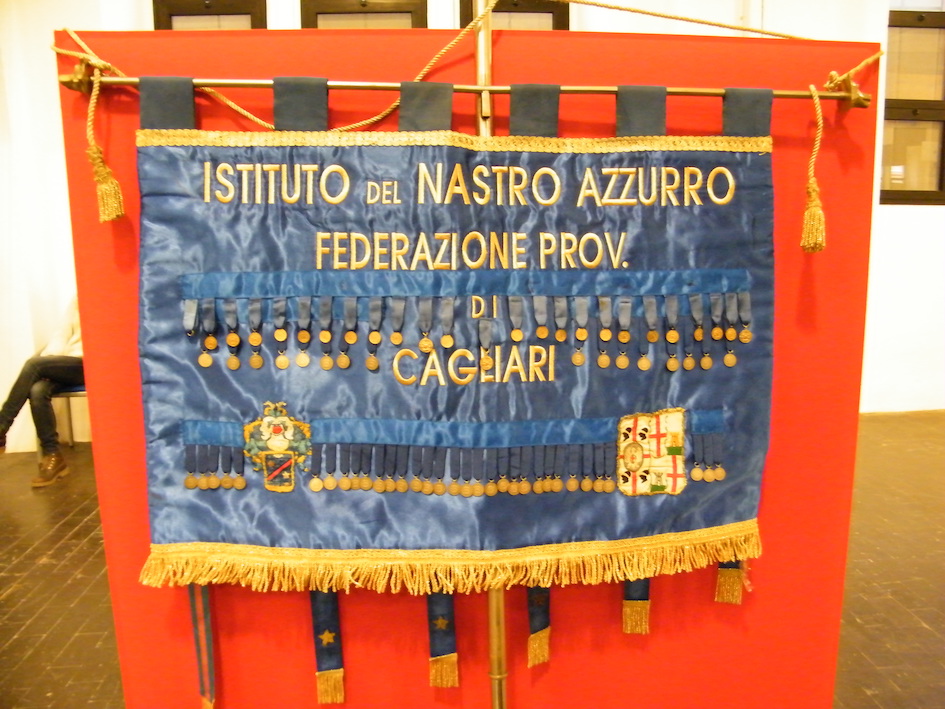 ISTITUTO DEL NASTRO AZZURRO
FEDERAZIONE PROV.
DI
CAGLIARI